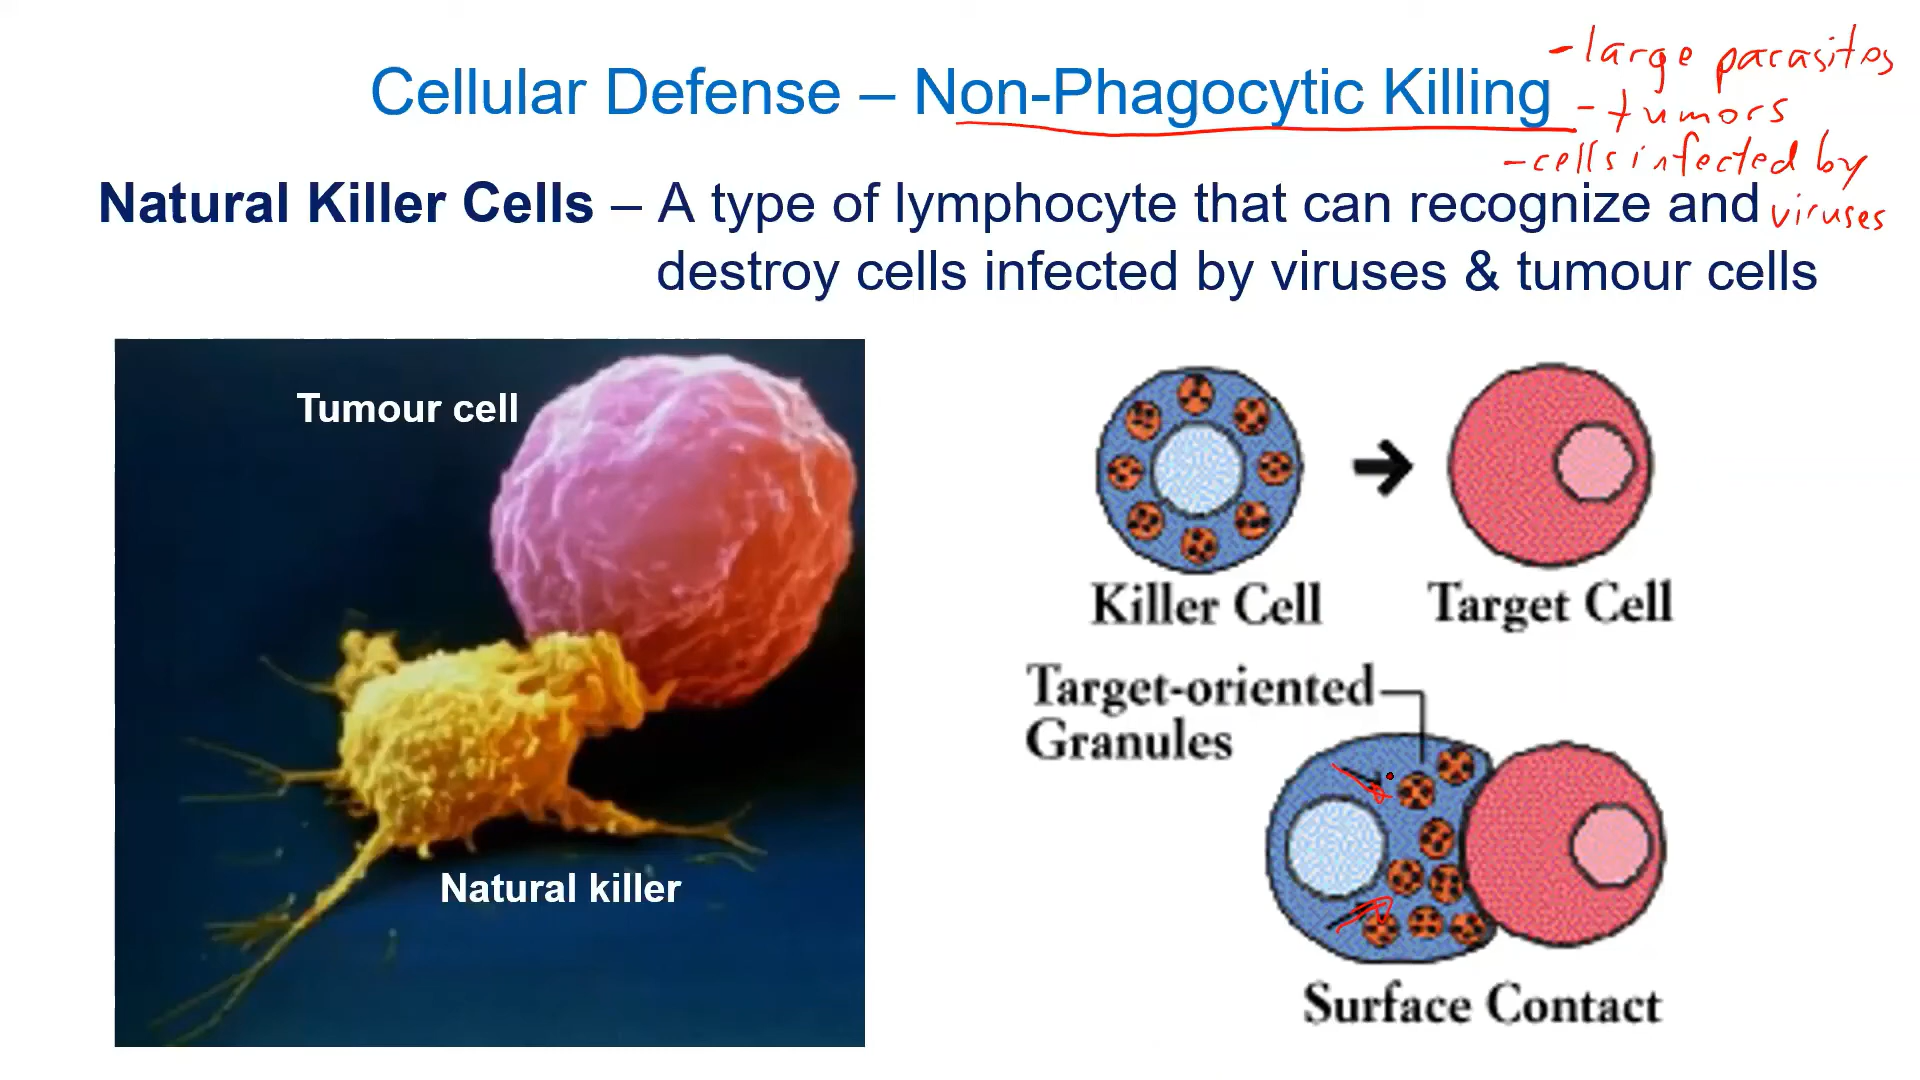 Cellular Defense – Non-Phagocytic Killing
- large parasites
- tumors
- cells infected by
viruses
Natural Killer Cells – A type of lymphocyte that can recognize and
destroy cells infected by viruses & tumour cells
Tumour cell
Natural killer
Killer Cell
Target Cell
Target-oriented
Granules
Surface Contact